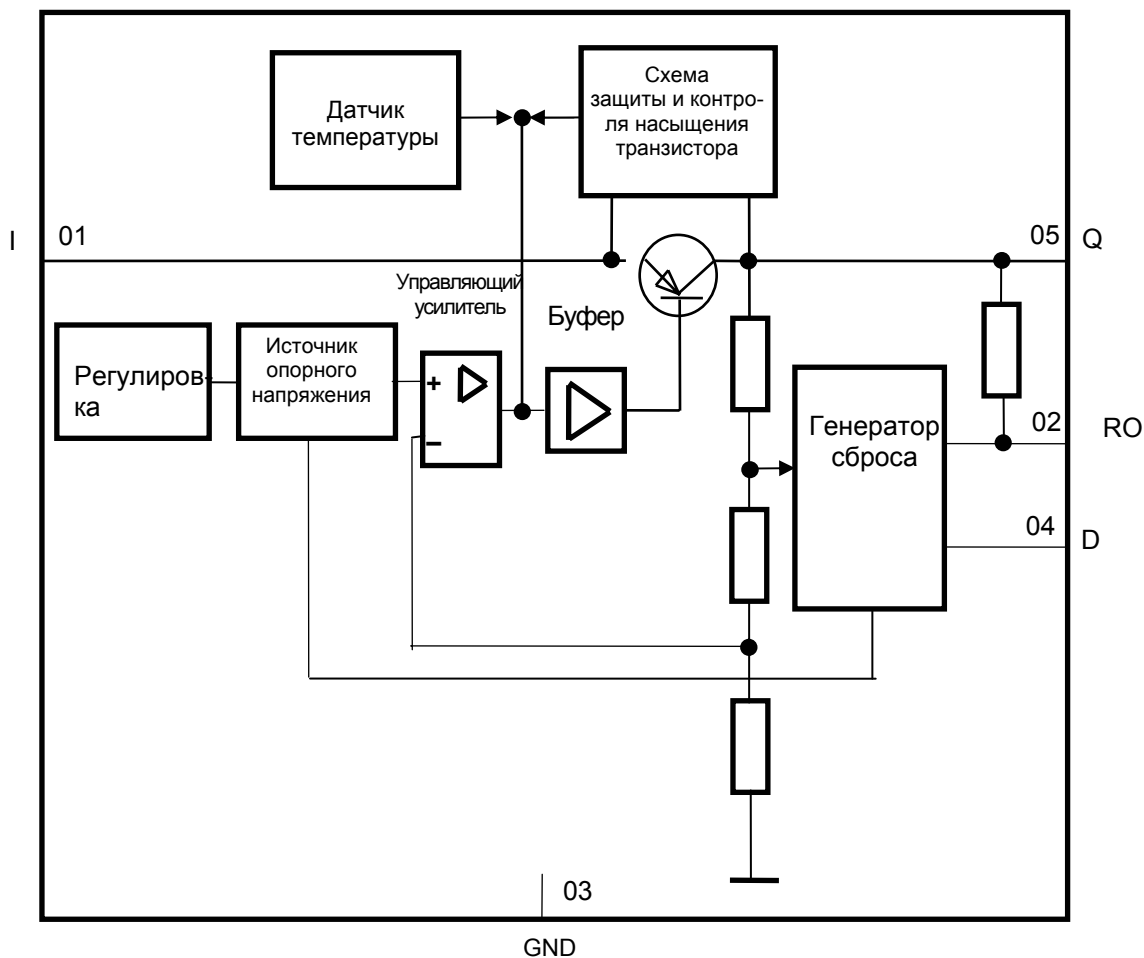 Датчик
температуры
Схема
защиты и контро-
ля насыщения
транзистора
I
01
05
Q
Управляющий
усилитель
Буфер
Регулиров-
ка
Источник
опорного
напряжения
+
−
Генератор
сброса
02
RO
04
D
03
GND